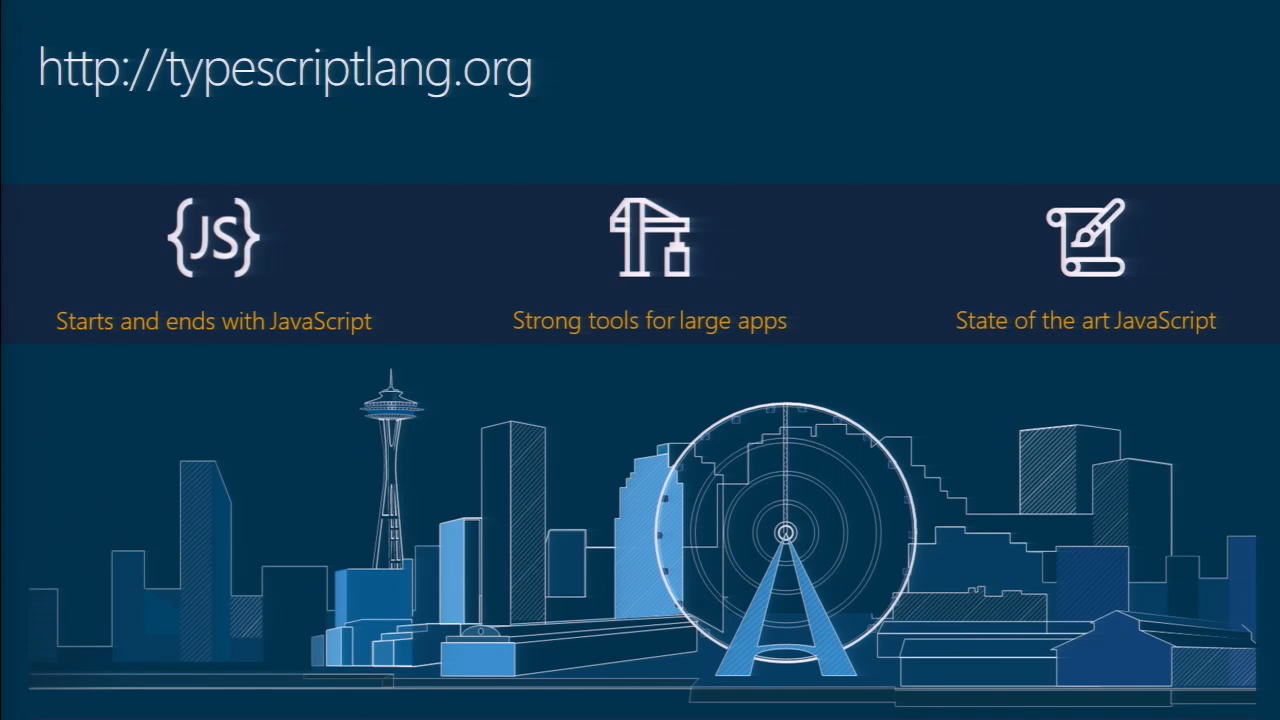 http://typescriptlang.org
{JS}
Starts and ends with JavaScript
Strong tools for large apps
State of the art JavaScript